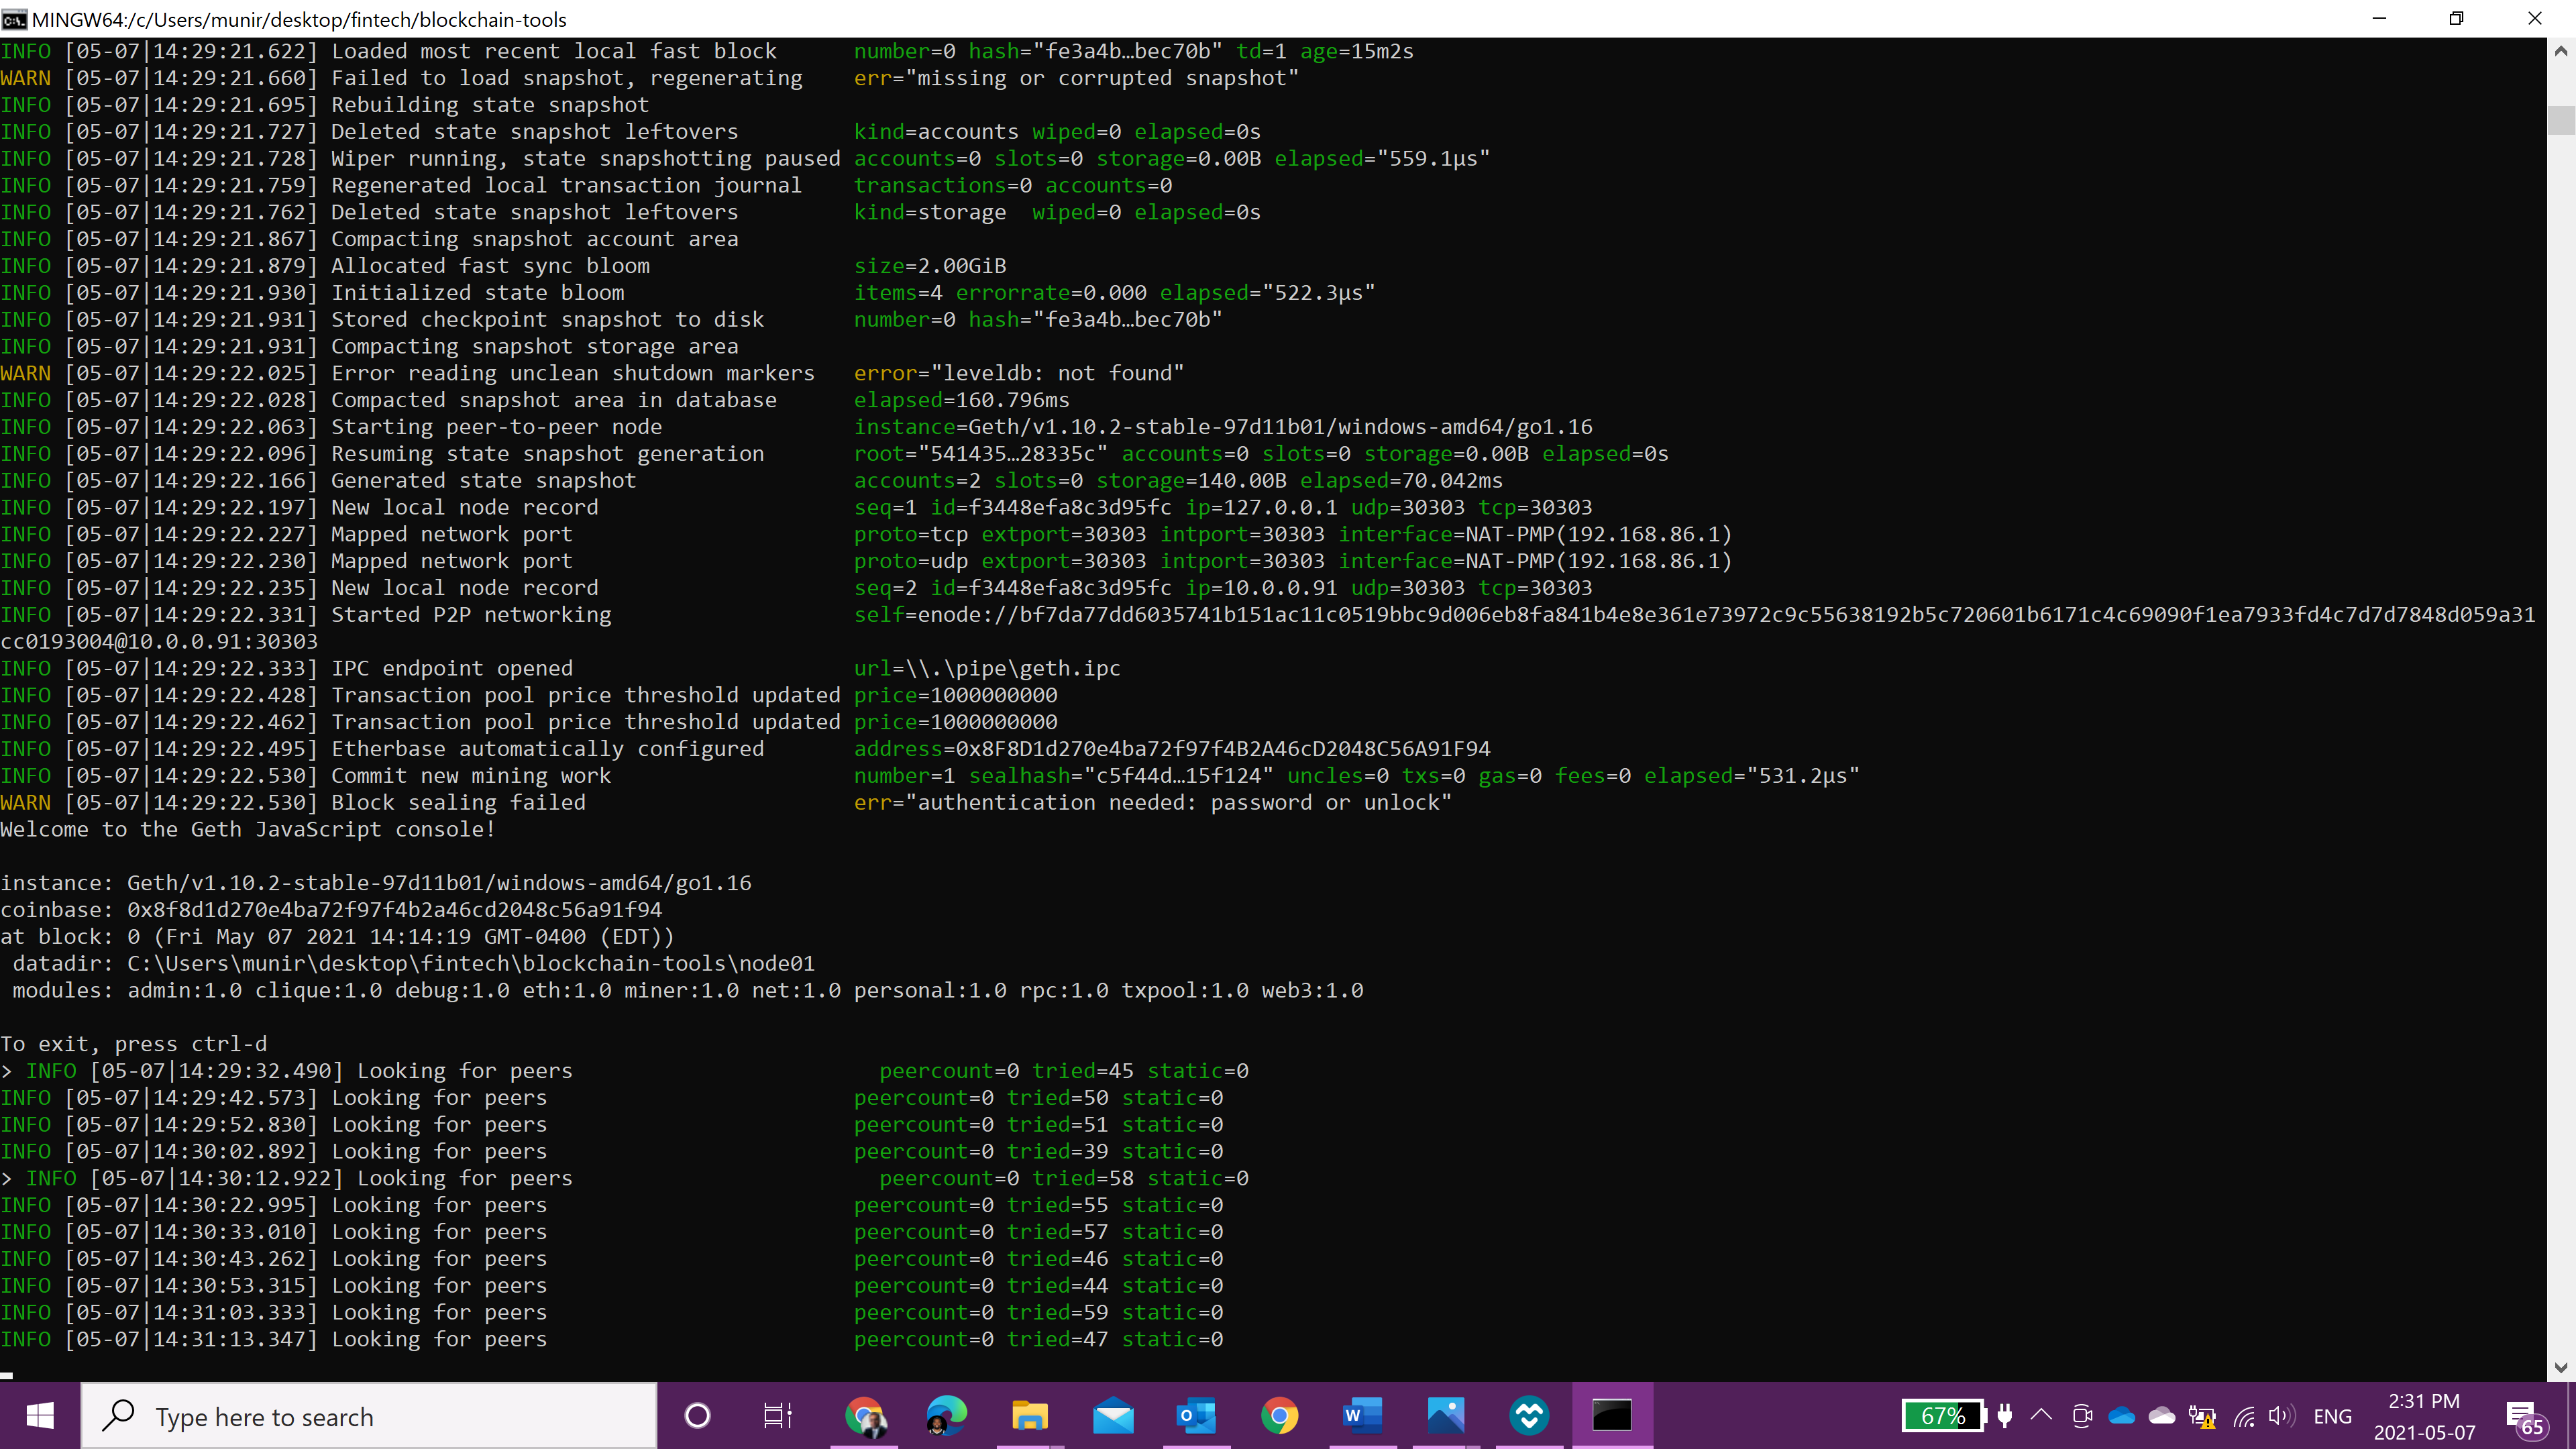 MINGW64:/c/Users/munir/desktop/fintech/blockchain-tools
INFO [05-07|14:29:21.622] Loaded most recent local fast block number=0 hash="fe3a4b…bec70b" td=1 age=15m2s
WARN [05-07|14:29:21.660] Failed to load snapshot, regenerating err="missing or corrupted snapshot"
INFO [05-07|14:29:21.695] Rebuilding state snapshot
INFO [05-07|14:29:21.727] Deleted state snapshot leftovers kind=accounts wiped=0 elapsed=0s
INFO [05-07|14:29:21.728] Wiper running, state snapshotting paused accounts=0 slots=0 storage=0.00B elapsed="559.1µs"
INFO [05-07|14:29:21.759] Regenerated local transaction journal transactions=0 accounts=0
INFO [05-07|14:29:21.762] Deleted state snapshot leftovers kind=storage wiped=0 elapsed=0s
INFO [05-07|14:29:21.867] Compacting snapshot account area
INFO [05-07|14:29:21.879] Allocated fast sync bloom size=2.00GiB
INFO [05-07|14:29:21.930] Initialized state bloom items=4 errorrate=0.000 elapsed="522.3µs"
INFO [05-07|14:29:21.931] Stored checkpoint snapshot to disk number=0 hash="fe3a4b…bec70b"
INFO [05-07|14:29:21.931] Compacting snapshot storage area
WARN [05-07|14:29:22.025] Error reading unclean shutdown markers error="leveldb: not found"
INFO [05-07|14:29:22.028] Compacted snapshot area in database elapsed=160.796ms
INFO [05-07|14:29:22.063] Starting peer-to-peer node instance=Geth/v1.10.2-stable-97d11b01/windows-amd64/go1.16
INFO [05-07|14:29:22.096] Resuming state snapshot generation root="541435…28335c" accounts=0 slots=0 storage=0.00B elapsed=0s
INFO [05-07|14:29:22.166] Generated state snapshot accounts=2 slots=0 storage=140.00B elapsed=70.042ms
INFO [05-07|14:29:22.197] New local node record seq=1 id=f3448efa8c3d95fc ip=127.0.0.1 udp=30303 tcp=30303
INFO [05-07|14:29:22.227] Mapped network port proto=tcp extport=30303 intport=30303 interface=NAT-PMP(192.168.86.1)
INFO [05-07|14:29:22.230] Mapped network port proto=udp extport=30303 intport=30303 interface=NAT-PMP(192.168.86.1)
INFO [05-07|14:29:22.235] New local node record seq=2 id=f3448efa8c3d95fc ip=10.0.0.91 udp=30303 tcp=30303
INFO [05-07|14:29:22.331] Started P2P networking self=enode://bf7da77dd6035741b151ac11c0519bbc9d006eb8fa841b4e8e361e73972c9c55638192b5c720601b6171c4c69090f1ea7933fd4c7d7d7848d059a31
cc0193004@10.0.0.91:30303
INFO [05-07|14:29:22.333] IPC endpoint opened url=\\.\pipe\geth.ipc
INFO [05-07|14:29:22.428] Transaction pool price threshold updated price=1000000000
INFO [05-07|14:29:22.462] Transaction pool price threshold updated price=1000000000
INFO [05-07|14:29:22.495] Etherbase automatically configured address=0x8F8D1d270e4ba72f97f4B2A46cD2048C56A91F94
INFO [05-07|14:29:22.530] Commit new mining work number=1 sealhash="c5f44d…15f124" uncles=0 txs=0 gas=0 fees=0 elapsed="531.2µs"
WARN [05-07|14:29:22.530] Block sealing failed err="authentication needed: password or unlock"
Welcome to the Geth JavaScript console!
instance: Geth/v1.10.2-stable-97d11b01/windows-amd64/go1.16
coinbase: 0x8f8d1d270e4ba72f97f4b2a46cd2048c56a91f94
at block: 0 (Fri May 07 2021 14:14:19 GMT-0400 (EDT))
datadir: C:\Users\munir\desktop\fintech\blockchain-tools\node01
modules: admin:1.0 clique:1.0 debug:1.0 eth:1.0 miner:1.0 net:1.0 personal:1.0 rpc:1.0 txpool:1.0 web3:1.0
To exit, press ctrl-d
> INFO [05-07|14:29:32.490] Looking for peers peercount=0 tried=45 static=0
INFO [05-07|14:29:42.573] Looking for peers peercount=0 tried=50 static=0
INFO [05-07|14:29:52.830] Looking for peers peercount=0 tried=51 static=0
INFO [05-07|14:30:02.892] Looking for peers peercount=0 tried=39 static=0
> INFO [05-07|14:30:12.922] Looking for peers peercount=0 tried=58 static=0
INFO [05-07|14:30:22.995] Looking for peers peercount=0 tried=55 static=0
INFO [05-07|14:30:33.010] Looking for peers peercount=0 tried=57 static=0
INFO [05-07|14:30:43.262] Looking for peers peercount=0 tried=46 static=0
INFO [05-07|14:30:53.315] Looking for peers peercount=0 tried=44 static=0
INFO [05-07|14:31:03.333] Looking for peers peercount=0 tried=59 static=0
INFO [05-07|14:31:13.347] Looking for peers peercount=0 tried=47 static=0
Type here to search
67%
ENG
2:31 PM
2021-05-07
65